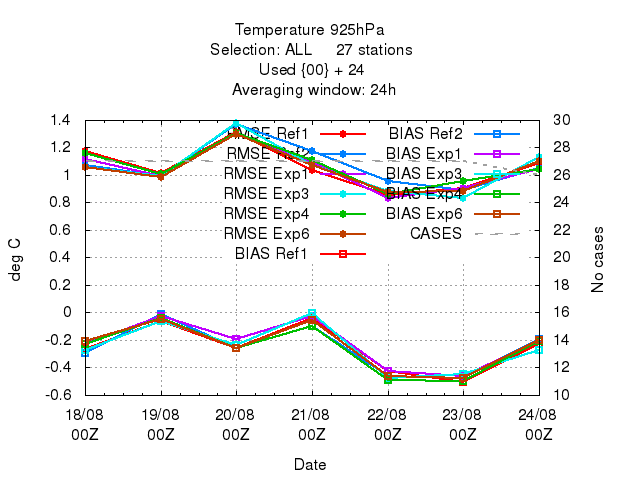 Temperature 925hPa
Selection: ALL 27 stations
Used {00} + 24
Averaging window: 24h
1.4
1.2
1
0.8
0.6
0.4
0.2
0
-0.2
-0.4
-0.6
deg C
RMSE Ref1
RMSE Ref2
RMSE Exp1
RMSE Exp3
RMSE Exp4
RMSE Exp6
BIAS Ref1
BIAS Ref2
BIAS Exp1
BIAS Exp3
BIAS Exp4
BIAS Exp6
CASES
30
28
26
24
22
20
18
16
14
12
10
No cases
18/08 19/08 20/08 21/08 22/08 23/08 24/08
00Z 00Z 00Z 00Z 00Z 00Z 00Z
Date